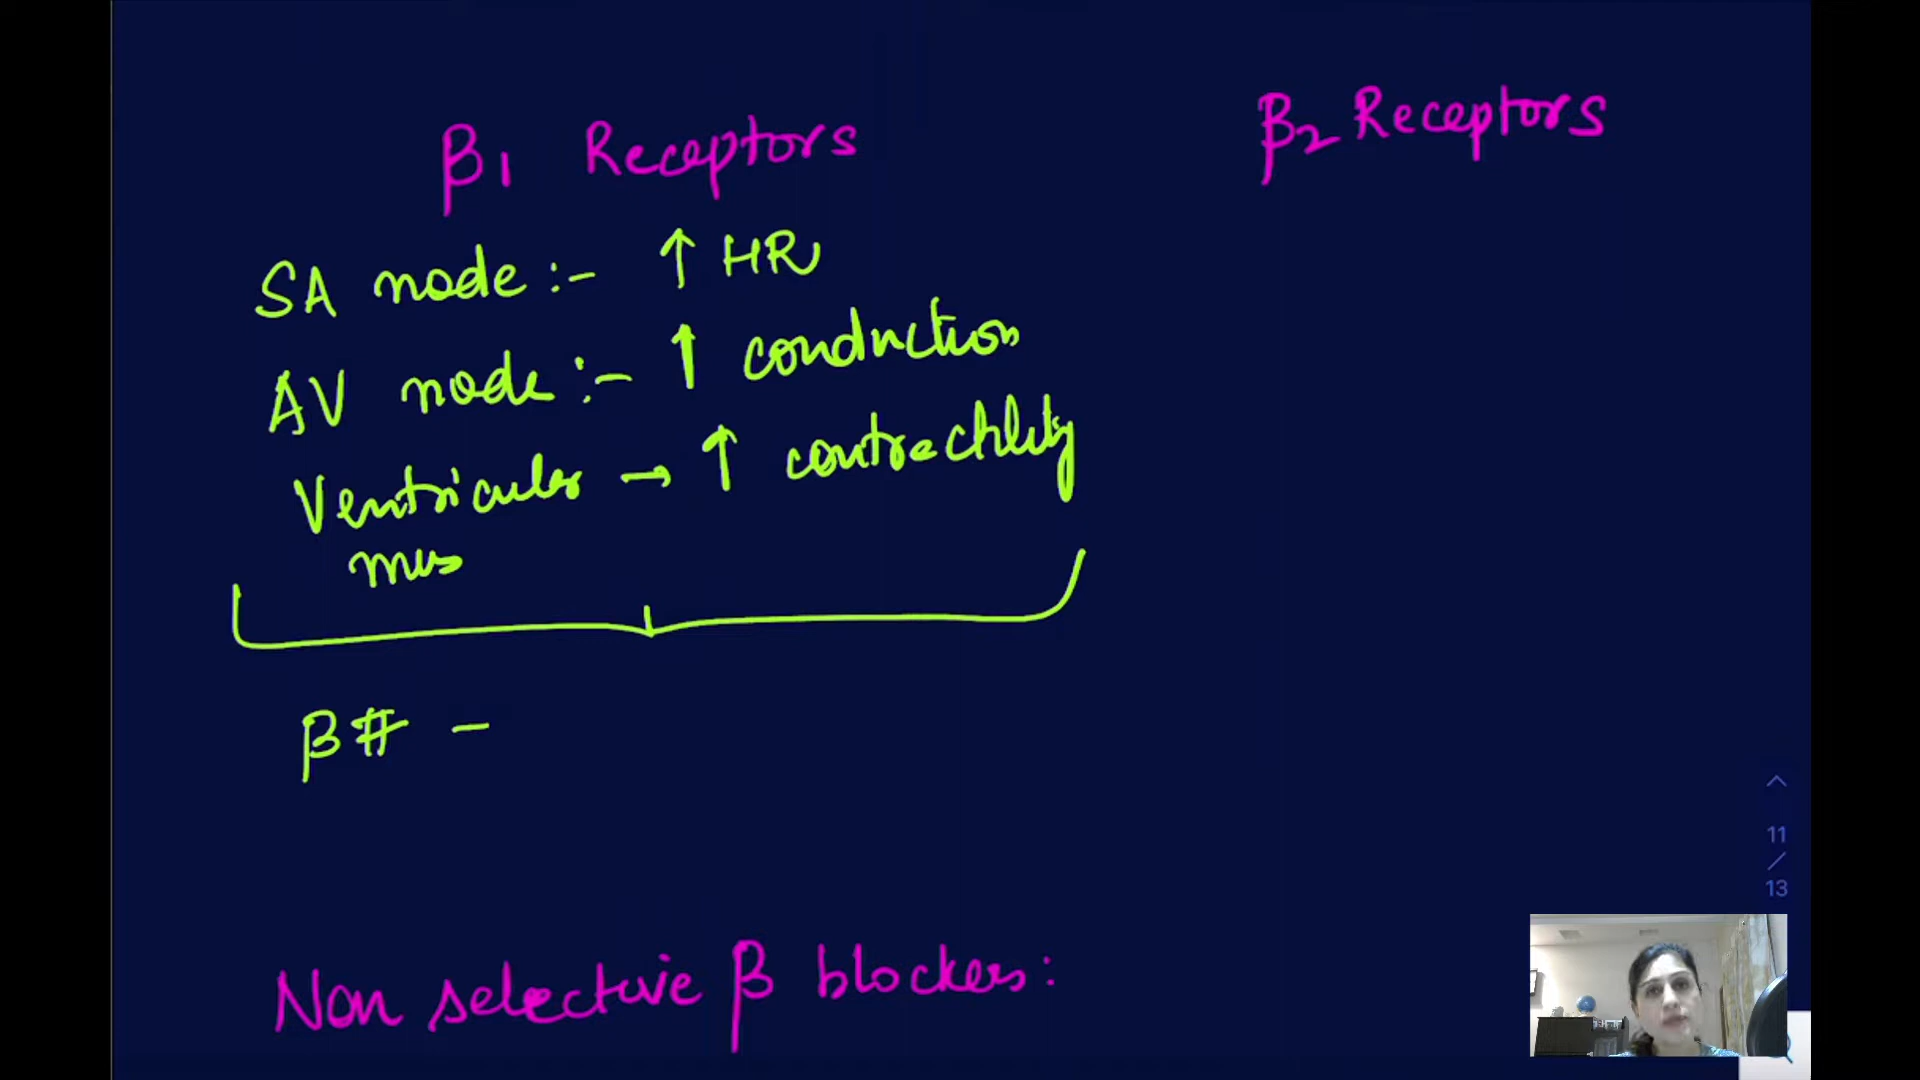 β1 Receptors
β2 Receptors
SA node :- ↑ HR
AV node :- ↑ conduction
Ventricular → ↑ contractility
mus
β# -
Non selective β blockers:
11
/
13